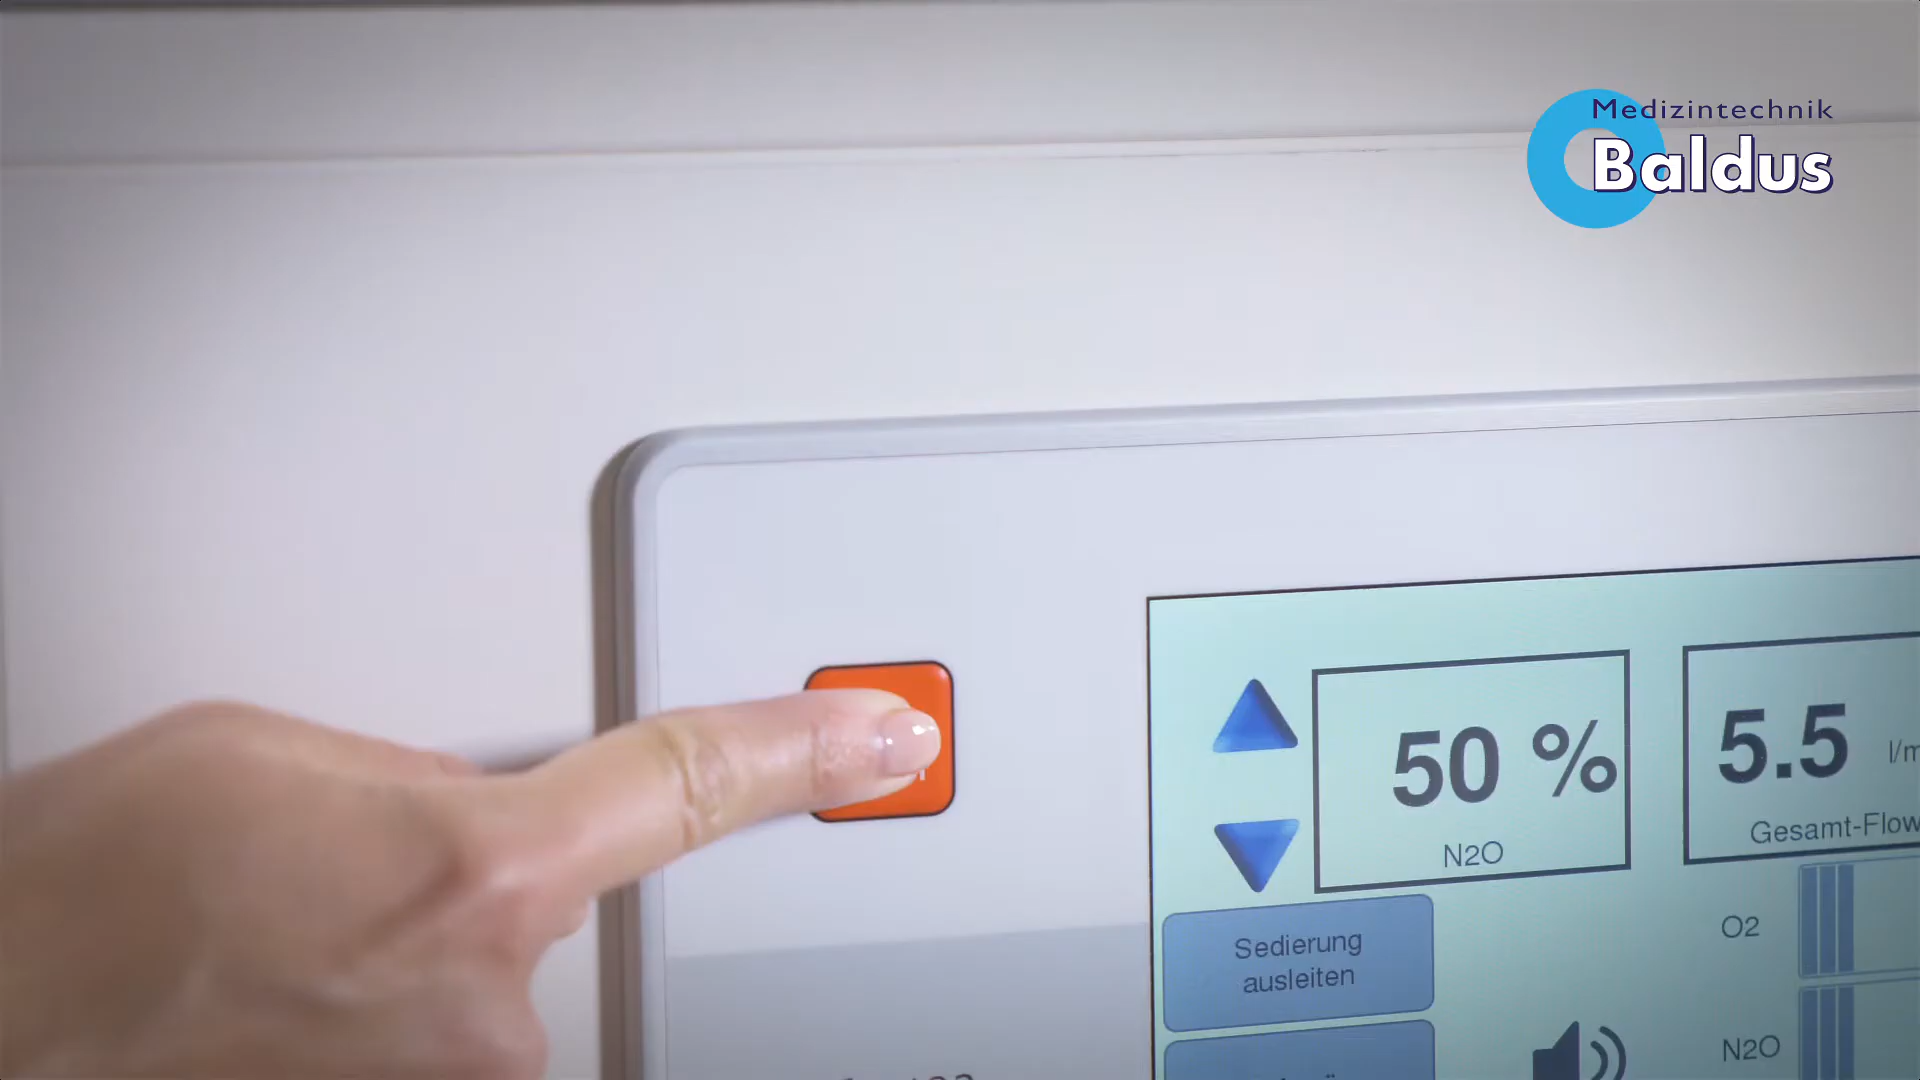 Medizintechnik
Baldus
50 %
N2O
5.5
Gesamt-Flow
Sedierung
ausleiten
O2
N2O